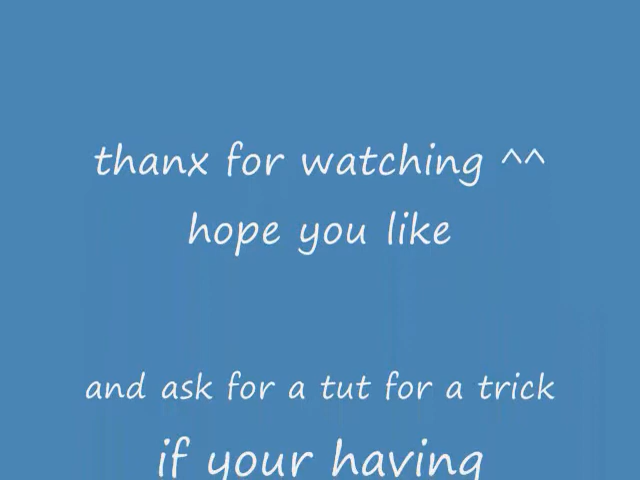 thanx for watching ^^
hope you like
and ask for a tut for a trick
if your having